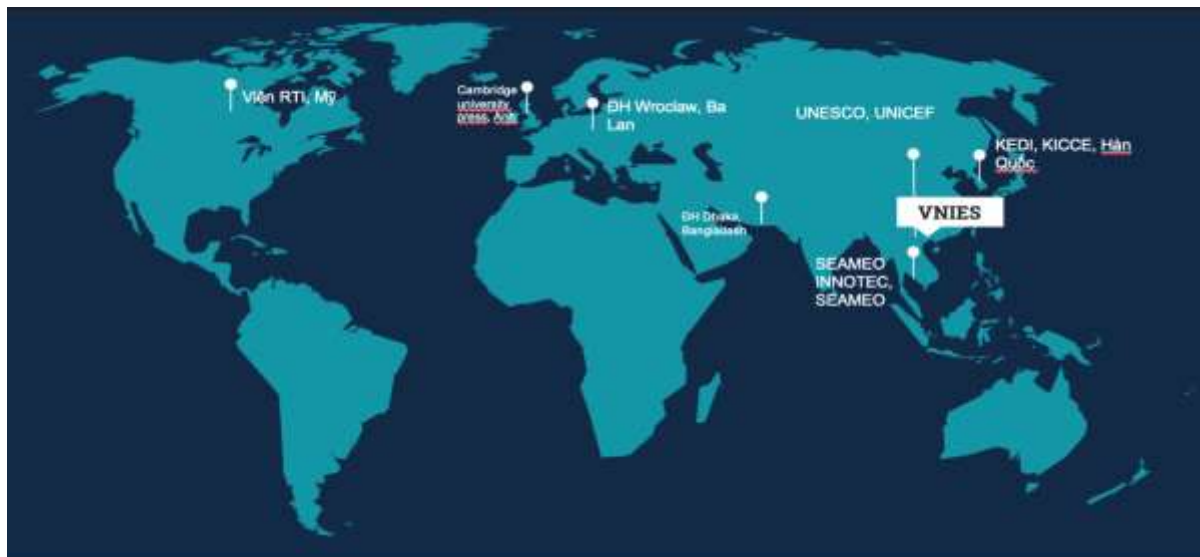 Viện RTI, Mỹ
Cambridge
university
press, Anh
ĐH Wroclaw, Ba
Lan
UNESCO, UNICEF
KEDI, KICCE, Hàn
Quốc
ĐH Dhaka,
Bangladash
VNIES
SEAMEO
INNOTEC,
SEAMEO